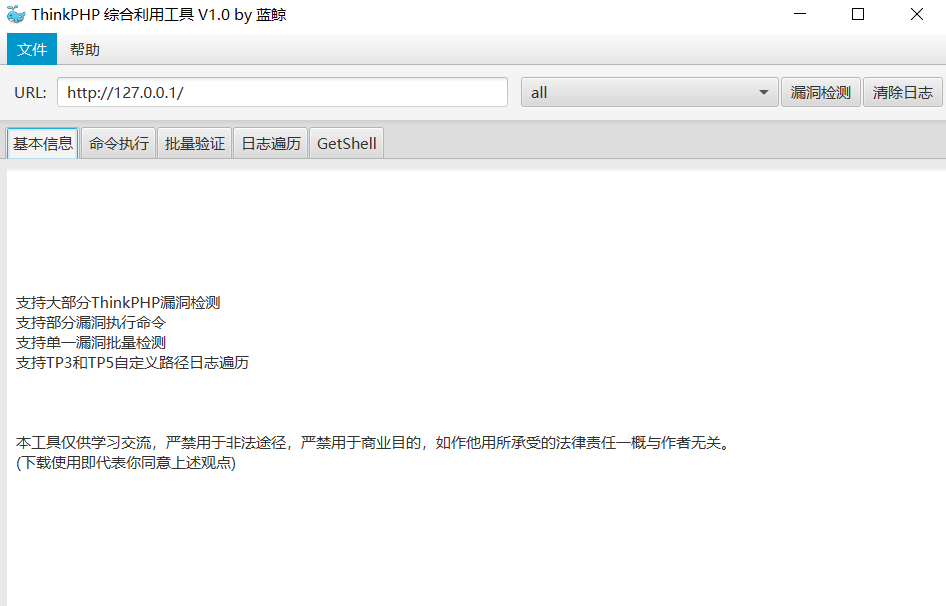 ThinkPHP 综合利用工具 V1.0 by 蓝鲸
文件 帮助
URL: http://127.0.0.1/ all 漏洞检测 清除日志
基本信息 命令执行 批量验证 日志遍历 GetShell
支持大部分ThinkPHP漏洞检测
支持部分漏洞执行命令
支持单一漏洞批量检测
支持TP3和TP5自定义路径日志遍历
本工具仅供学习交流，严禁用于非法途径，严禁用于商业目的，如作他用所承受的法律责任一概与作者无关。
(下载使用即代表你同意上述观点)